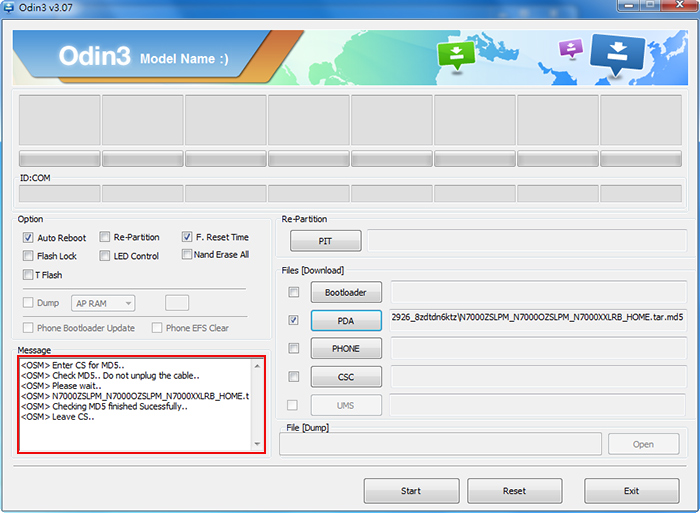 Odin3 v3.07
Odin3 Model Name :)
ID:COM
Option
Auto Reboot Re-Partition F. Reset Time
Flash Lock LED Control Nand Erase All
T Flash
Dump AP RAM
Phone Bootloader Update Phone EFS Clear
Message
<OSM> Enter CS for MD5..
<OSM> Check MD5.. Do not unplug the cable..
<OSM> Please wait..
<OSM> N7000ZSLPM_N7000OZSLPM_N7000XXLRB_HOME.t
<OSM> Checking MD5 finished Sucessfully..
<OSM> Leave CS..
Re-Partition
PIT
Files [Download]
Bootloader
PDA 2926_8zdtdn6ktz\N7000ZSLPM_N7000OZSLPM_N7000XXLRB_HOME.tar.md5
PHONE
CSC
UMS
File [Dump]
Open
Start Reset Exit